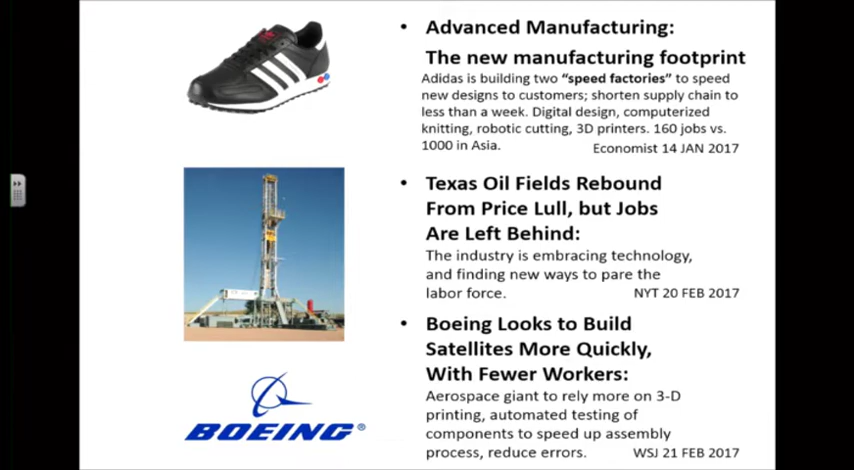 • Advanced Manufacturing:
The new manufacturing footprint
Adidas is building two “speed factories” to speed
new designs to customers; shorten supply chain to
less than a week. Digital design, computerized
knitting, robotic cutting, 3D printers. 160 jobs vs.
1000 in Asia.
Economist 14 JAN 2017
• Texas Oil Fields Rebound
From Price Lull, but Jobs
Are Left Behind:
The industry is embracing technology,
and finding new ways to pare the
labor force.
NYT 20 FEB 2017
• Boeing Looks to Build
Satellites More Quickly,
With Fewer Workers:
Aerospace giant to rely more on 3-D
printing, automated testing of
components to speed up assembly
process, reduce errors.
WSJ 21 FEB 2017
BOEING®